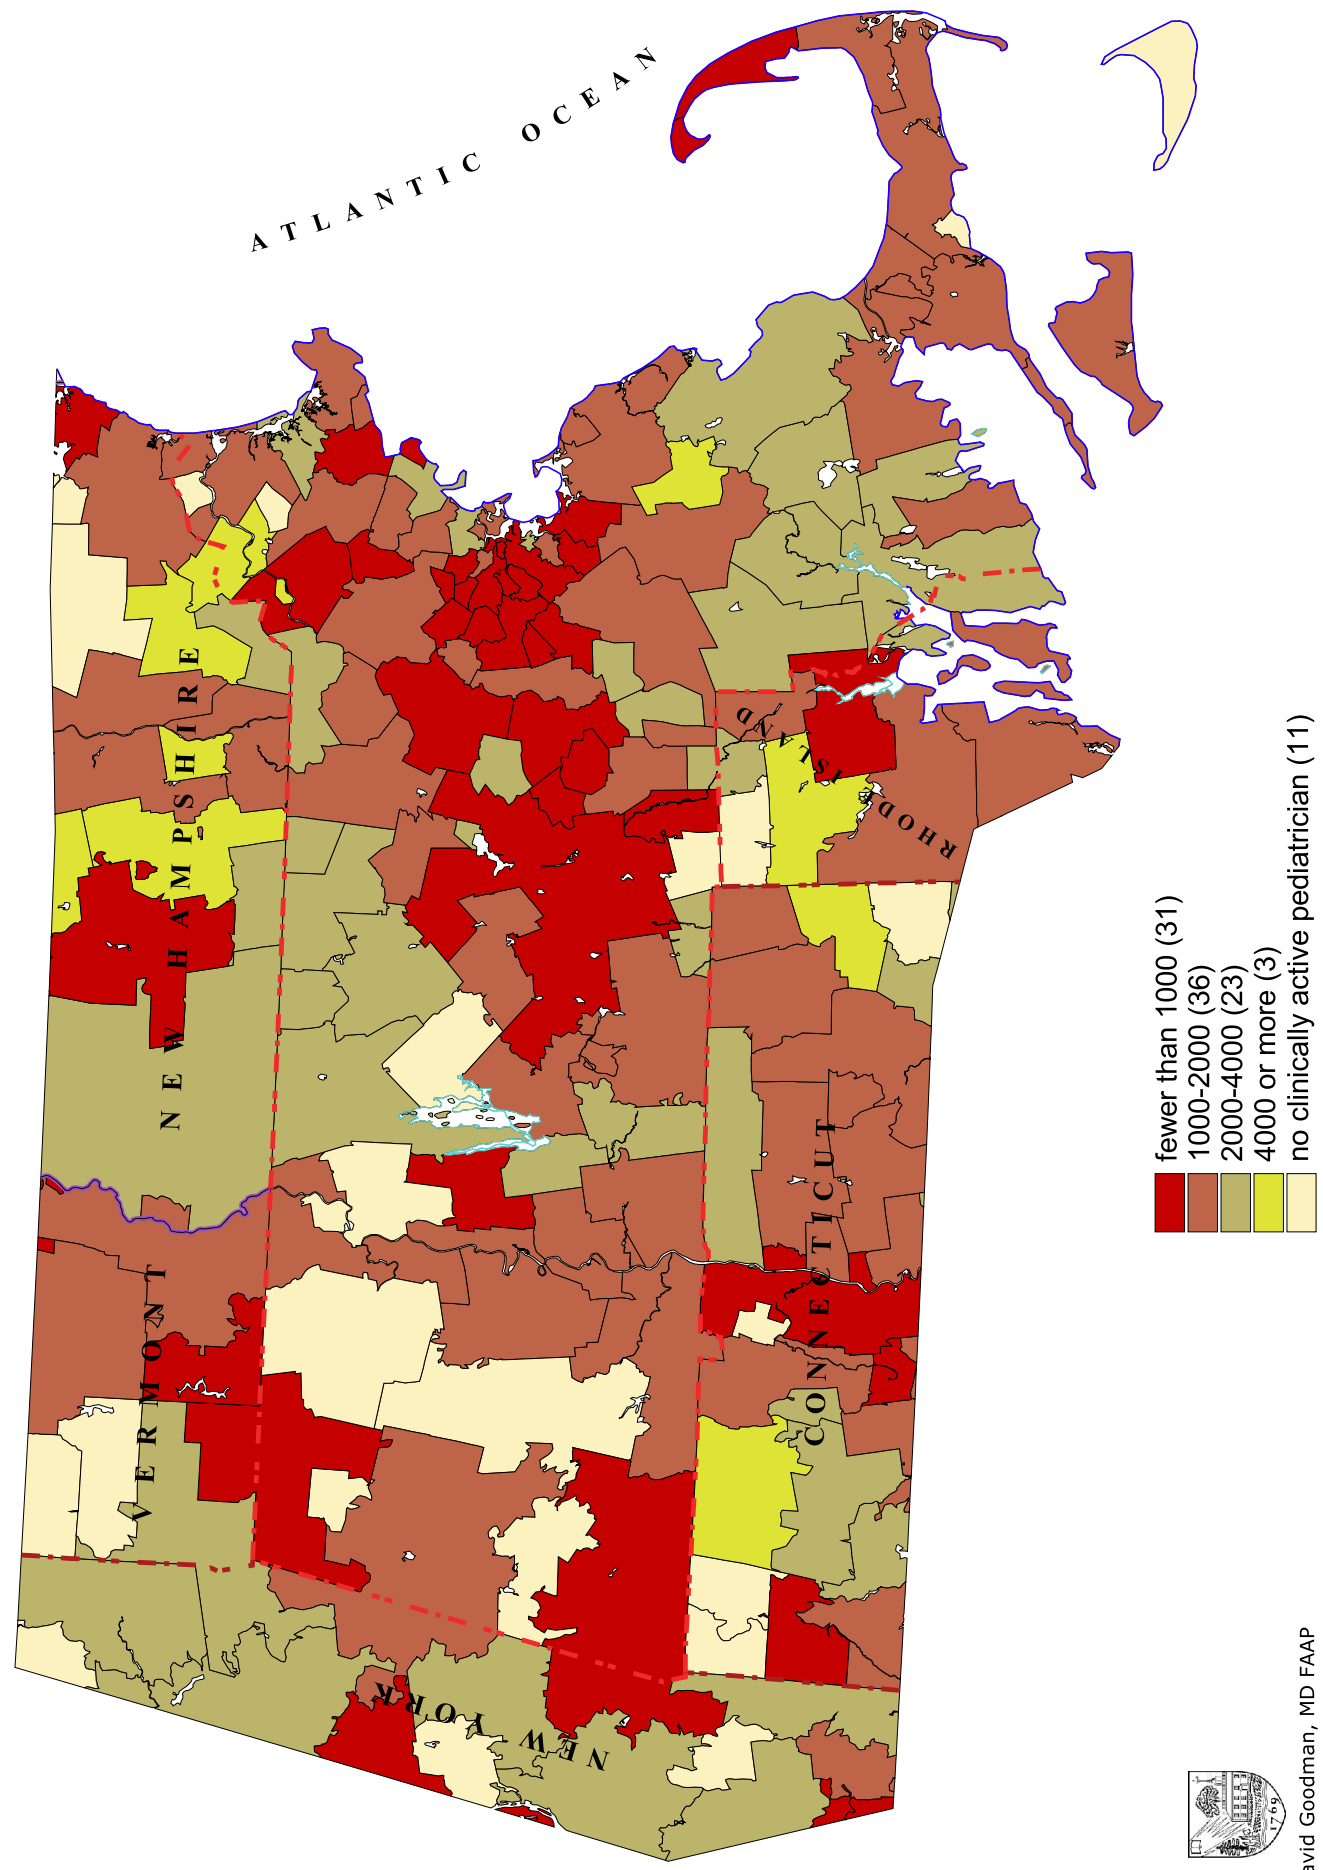 ATLANTIC OCEAN
NEW HAMPSHIRE
VERMONT
RHODE ISLAND
CONNECTICUT
NEW YORK
fewer than 1000 (31)
1000-2000 (36)
2000-4000 (23)
4000 or more (3)
no clinically active pediatrician (11)
1769
avid Goodman, MD FAAP